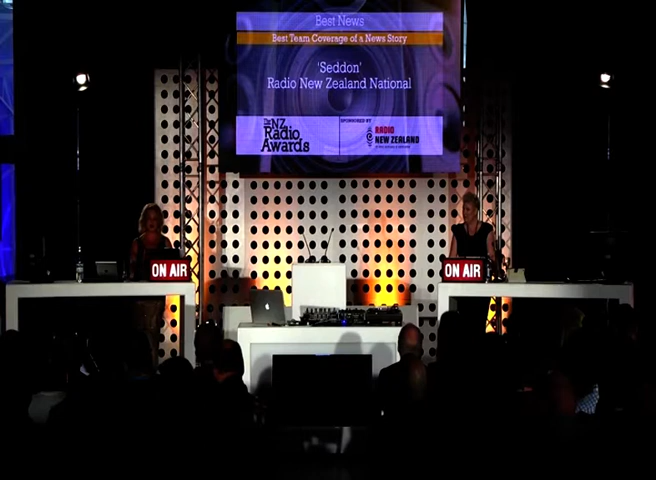 Best News
Best Team Coverage of a News Story
'Seddon'
Radio New Zealand National
The NZ
Radio
Awards
SPONSORED BY
RADIO
NEW ZEALAND
ON AIR
ON AIR